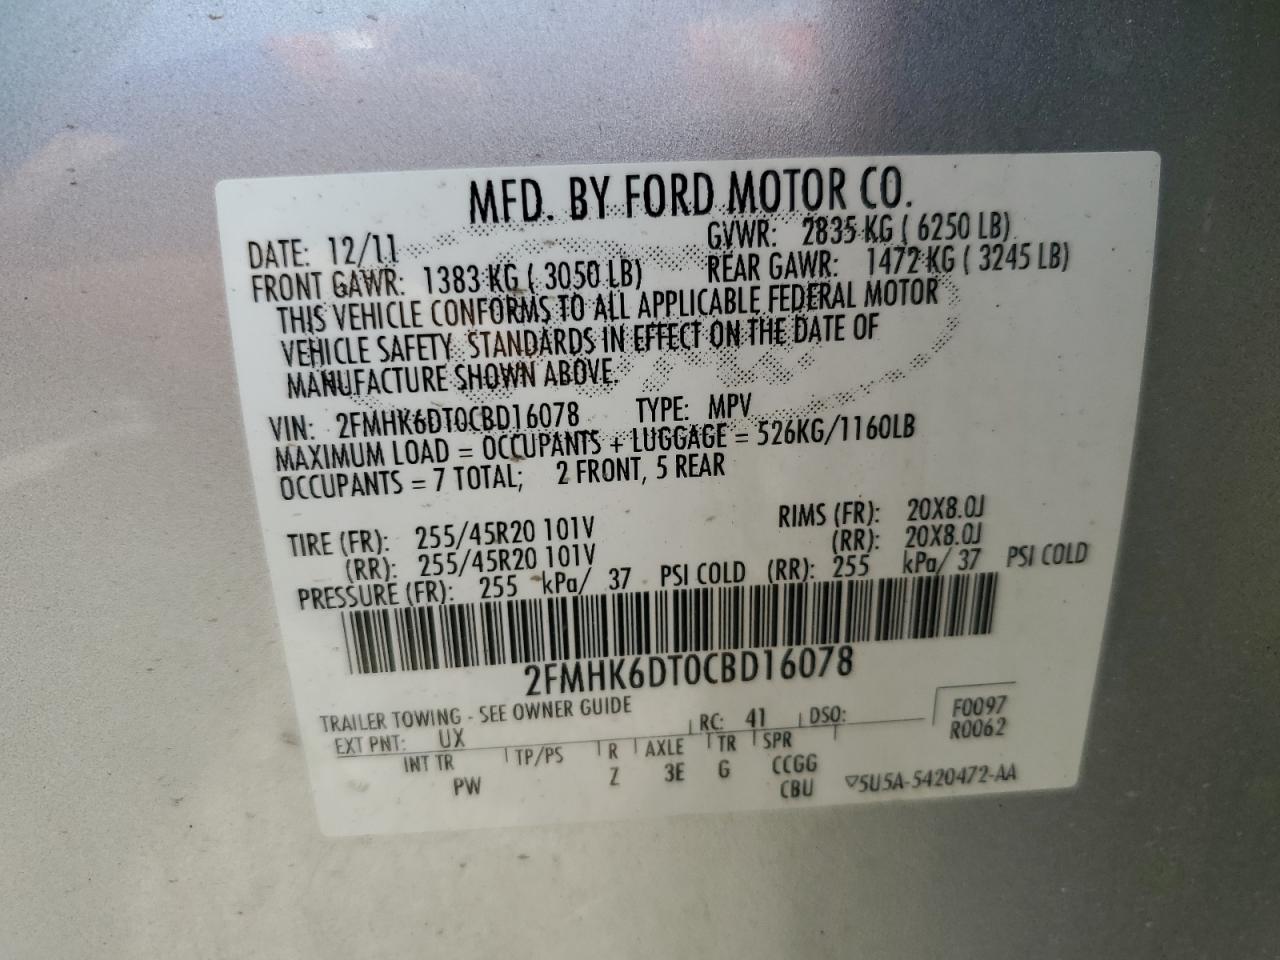 MFD. BY FORD MOTOR CO.
DATE: 12/11 GVWR: 2835 KG ( 6250 LB)
FRONT GAWR: 1383 KG ( 3050 LB) REAR GAWR: 1472 KG ( 3245 LB)
THIS VEHICLE CONFORMS TO ALL APPLICABLE FEDERAL MOTOR
VEHICLE SAFETY STANDARDS IN EFFECT ON THE DATE OF
MANUFACTURE SHOWN ABOVE.
VIN: 2FMHK6DT0CBD16078 TYPE: MPV
MAXIMUM LOAD = OCCUPANTS + LUGGAGE = 526KG/1160LB
OCCUPANTS = 7 TOTAL; 2 FRONT, 5 REAR
TIRE (FR): 255/45R20 101V RIMS (FR): 20X8.0J
(RR): 255/45R20 101V (RR): 20X8.0J
PRESSURE (FR): 255 kPa/ 37 PSI COLD (RR): 255 kPa/ 37 PSI COLD
2FMHK6DT0CBD16078
TRAILER TOWING - SEE OWNER GUIDE
EXT PNT: UX RC: 41 DSO: F0097
R0062
INT TR TP/PS R AXLE TR SPR
PW Z 3E G CCGG
CBU ▽5U5A-5420472-AA